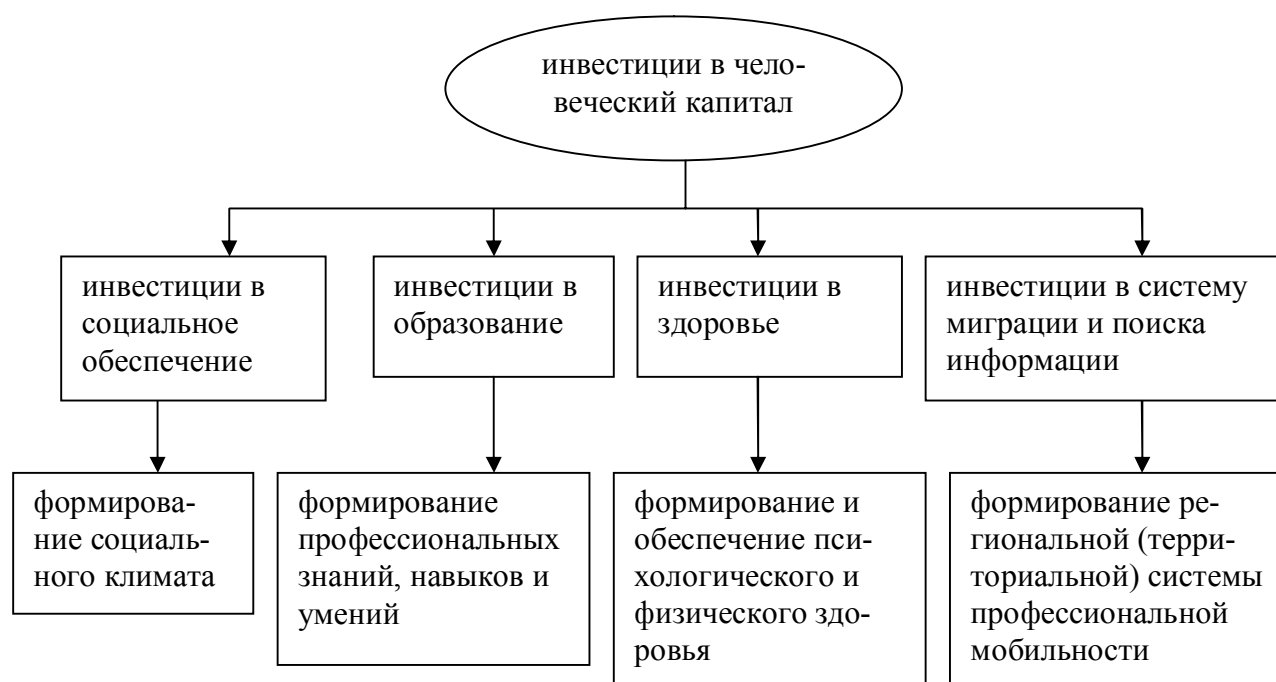 инвестиции в чело-
веческий капитал
инвестиции в
социальное
обеспечение
инвестиции в
образование
инвестиции в
здоровье
инвестиции в систему
миграции и поиска
информации
формирова-
ние социаль-
ного климата
формирование
профессиональных
знаний, навыков и
умений
формирование и
обеспечение пси-
хологического и
физического здо-
ровья
формирование ре-
гиональной (терри-
ториальной) системы
профессиональной
мобильности